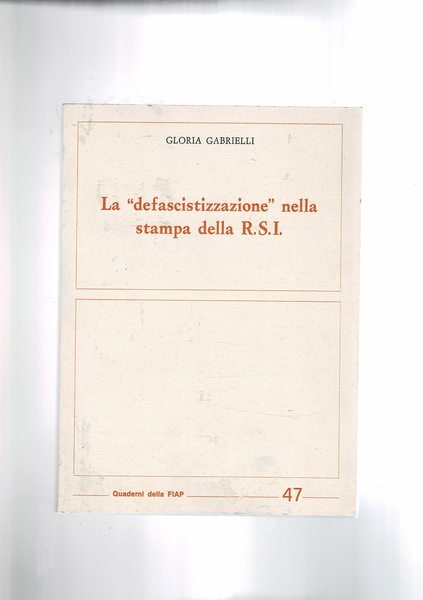 GLORIA GABRIELLI
La “defascistizzazione” nella
stampa della R.S.I.
Quaderni della FIAP
47